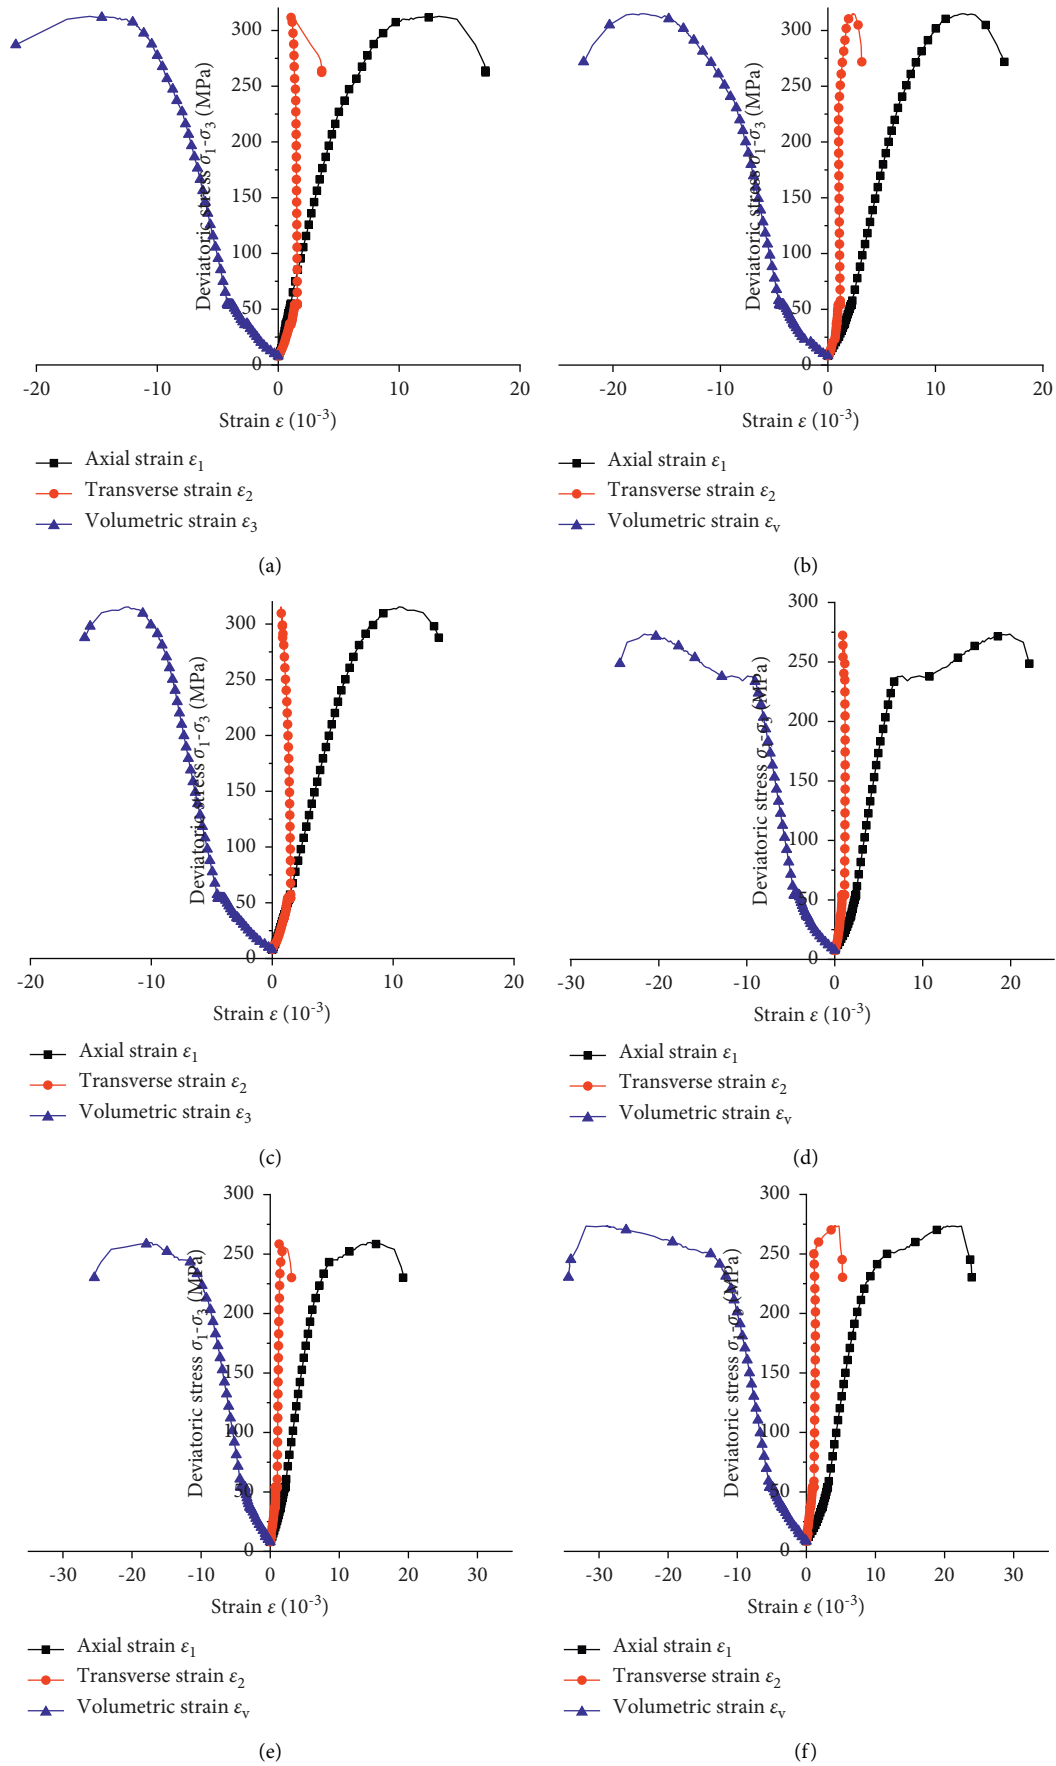 300
250
200
150
100
50
0
Deviatoric stress σ1-σ3 (MPa)
-20 -10 0 10 20
Strain ε (10-3)
Axial strain ε1
Transverse strain ε2
Volumetric strain ε3
(a)
300
250
200
150
100
50
0
Deviatoric stress σ1-σ3 (MPa)
-20 -10 0 10 20
Strain ε (10-3)
Axial strain ε1
Transverse strain ε2
Volumetric strain εv
(b)
300
250
200
150
100
50
0
Deviatoric stress σ1-σ3 (MPa)
-20 -10 0 10 20
Strain ε (10-3)
Axial strain ε1
Transverse strain ε2
Volumetric strain ε3
(c)
300
250
200
150
100
50
0
Deviatoric stress σ1-σ3 (MPa)
-30 -20 -10 0 10 20
Strain ε (10-3)
Axial strain ε1
Transverse strain ε2
Volumetric strain εv
(d)
300
250
200
150
100
50
0
Deviatoric stress σ1-σ3 (MPa)
-30 -20 -10 0 10 20 30
Strain ε (10-3)
Axial strain ε1
Transverse strain ε2
Volumetric strain εv
(e)
300
250
200
150
100
50
0
Deviatoric stress σ1-σ3 (MPa)
-30 -20 -10 0 10 20 30
Strain ε (10-3)
Axial strain ε1
Transverse strain ε2
Volumetric strain εv
(f)